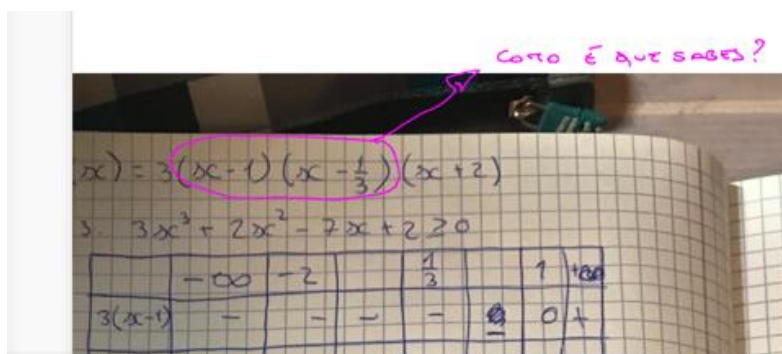 COMO É QUE SABES?
x) = 3(x-1)(x-1/3)(x+2)
3. 3x³ + 2x² - 7x + 2 ≥ 0
-∞ -2 1/3 1 +∞
3(x-1) - - - - 0 +